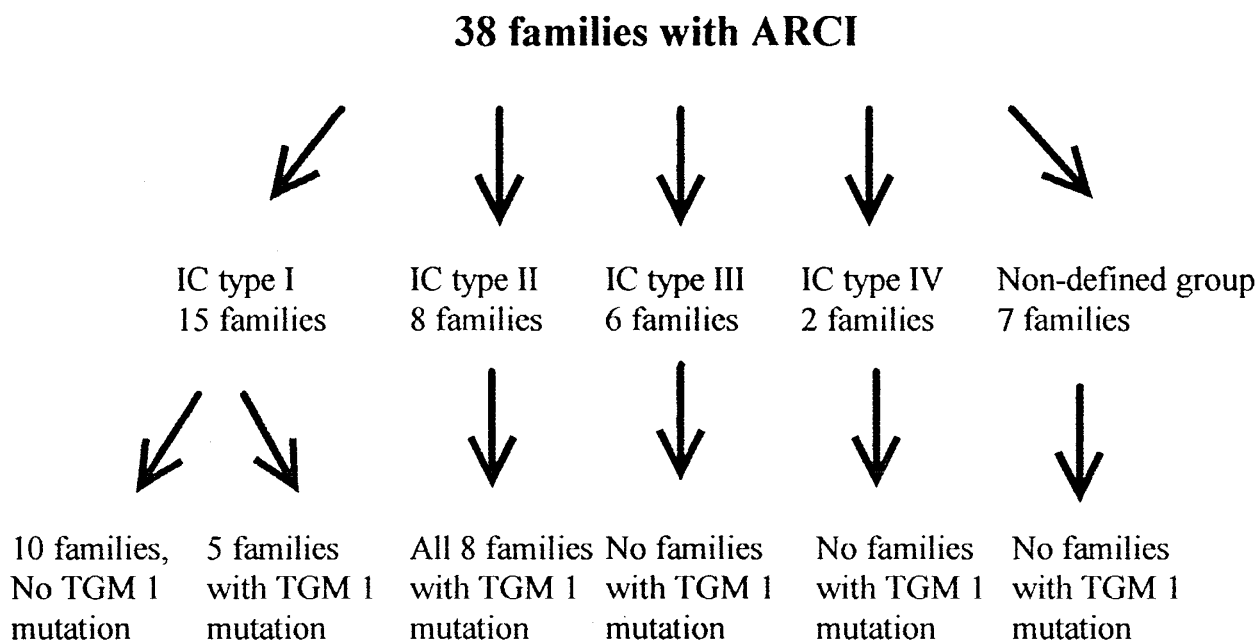 38 families with ARCI
IC type I
15 families
IC type II
8 families
IC type III
6 families
IC type IV
2 families
Non-defined group
7 families
10 families,
No TGM 1
mutation
5 families
with TGM 1
mutation
All 8 families
with TGM 1
mutation
No families
with TGM 1
mutation
No families
with TGM 1
mutation
No families
with TGM 1
mutation